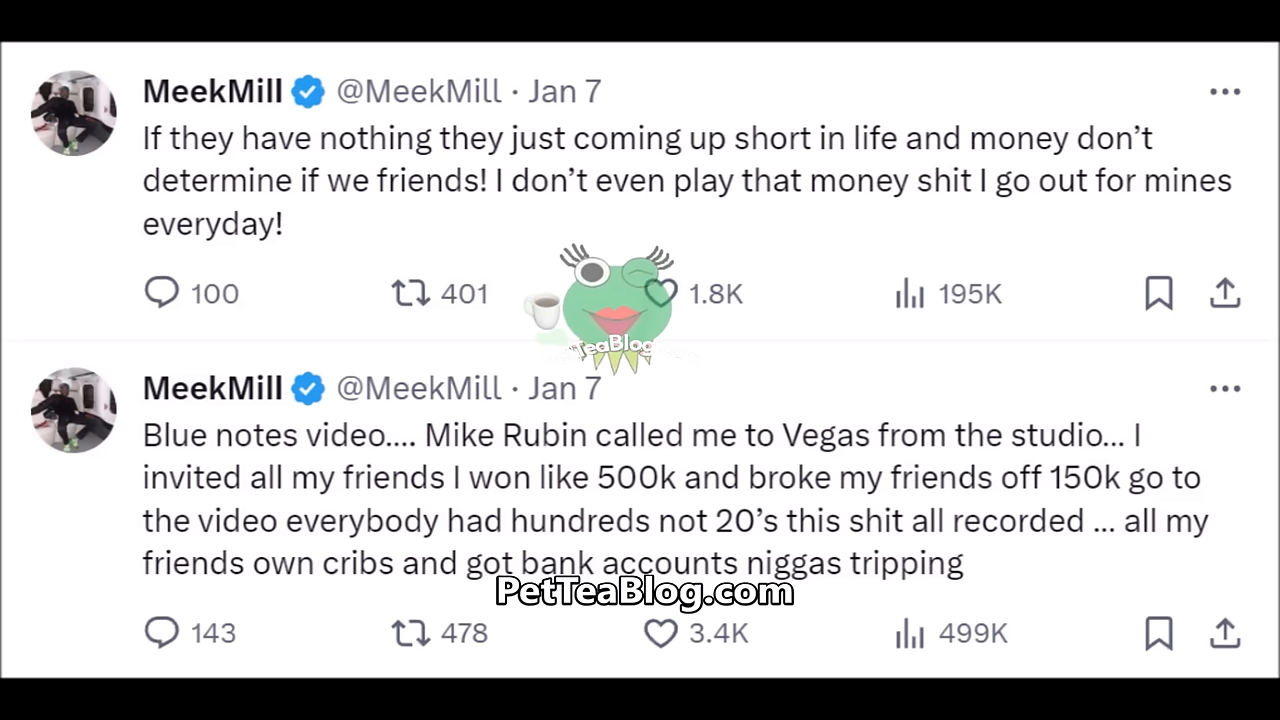 MeekMill @MeekMill · Jan 7
If they have nothing they just coming up short in life and money don’t
determine if we friends! I don’t even play that money shit I go out for mines
everyday!
100 401 1.8K 195K
TeaBlog
MeekMill @MeekMill · Jan 7
Blue notes video.... Mike Rubin called me to Vegas from the studio... I
invited all my friends I won like 500k and broke my friends off 150k go to
the video everybody had hundreds not 20’s this shit all recorded ... all my
friends own cribs and got bank accounts niggas tripping
PetTeaBlog.com
143 478 3.4K 499K